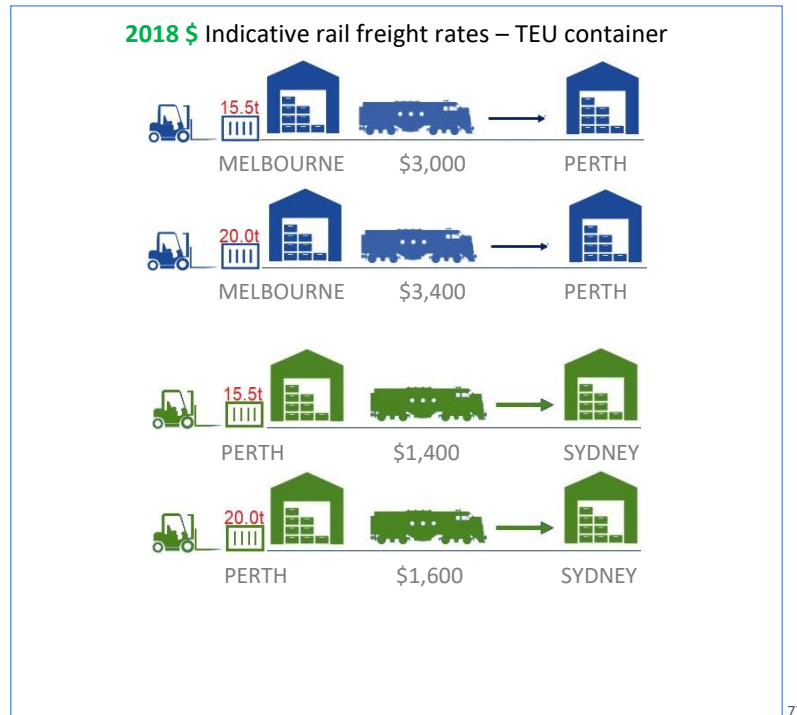 2018 $ Indicative rail freight rates – TEU container
15.5t
MELBOURNE $3,000 PERTH
20.0t
MELBOURNE $3,400 PERTH
15.5t
PERTH $1,400 SYDNEY
20.0t
PERTH $1,600 SYDNEY